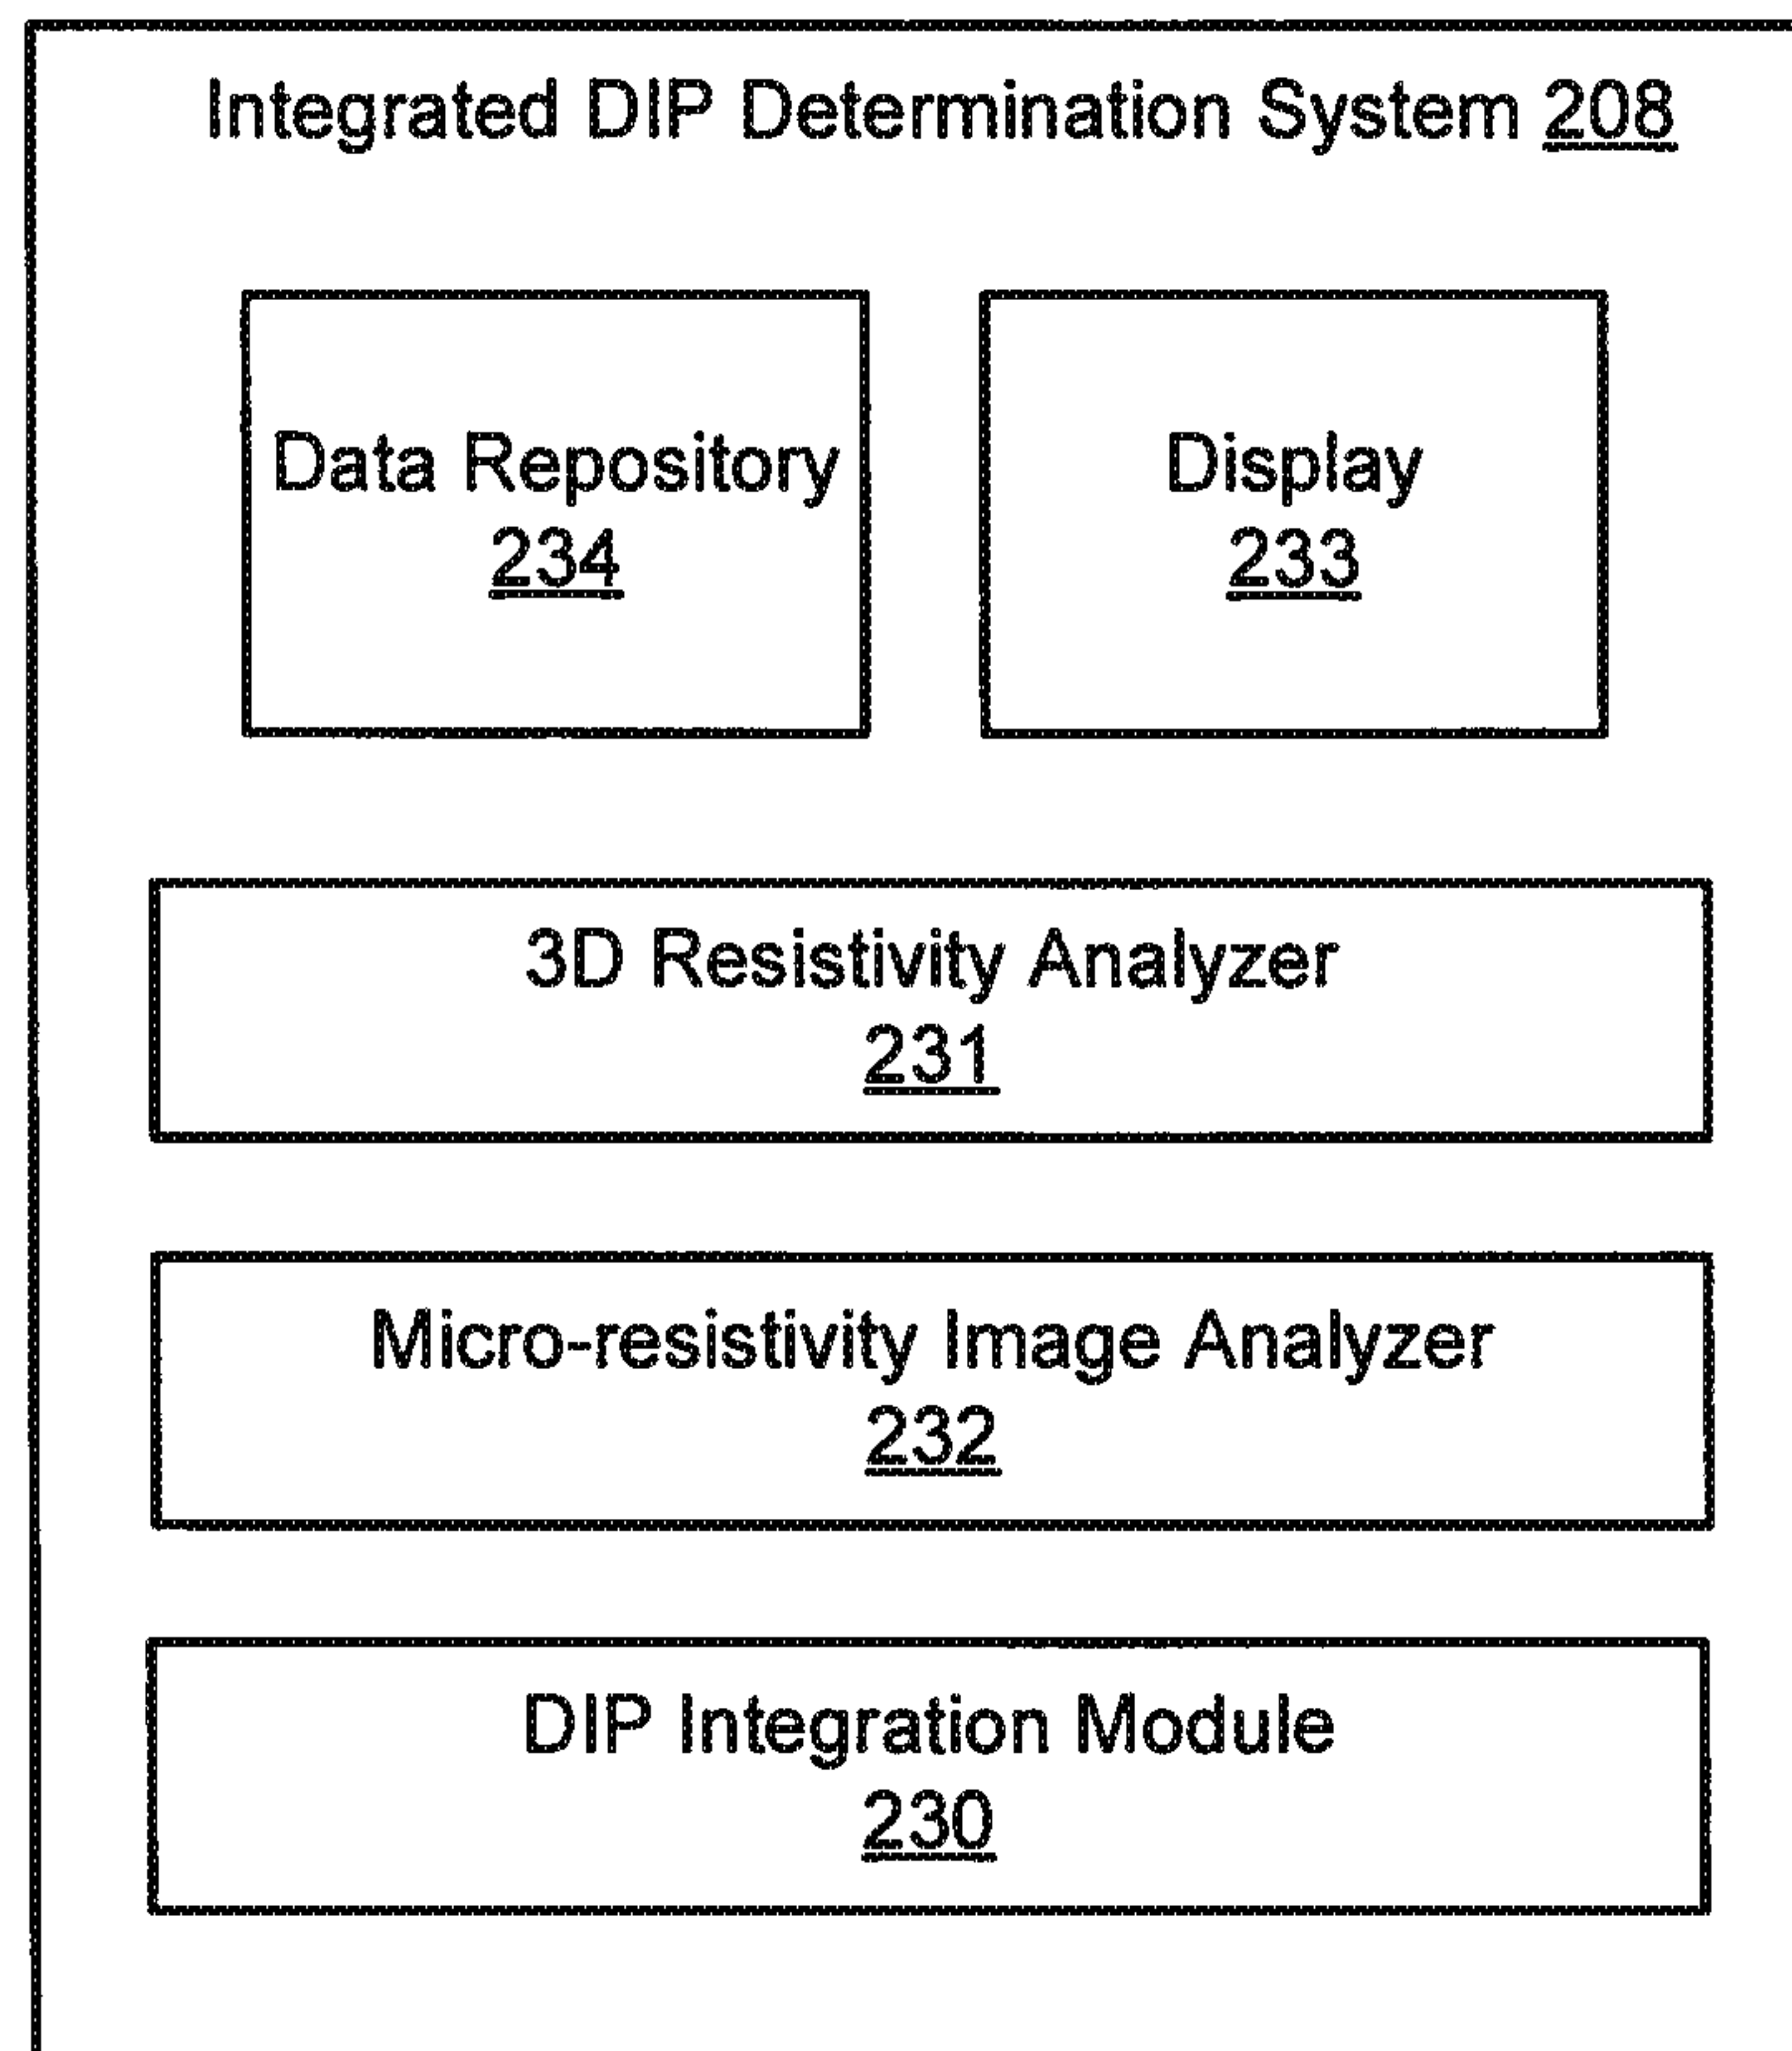 Integrated DIP Determination System 208
Data Repository
234
Display
233
3D Resistivity Analyzer
231
Micro-resistivity Image Analyzer
232
DIP Integration Module
230